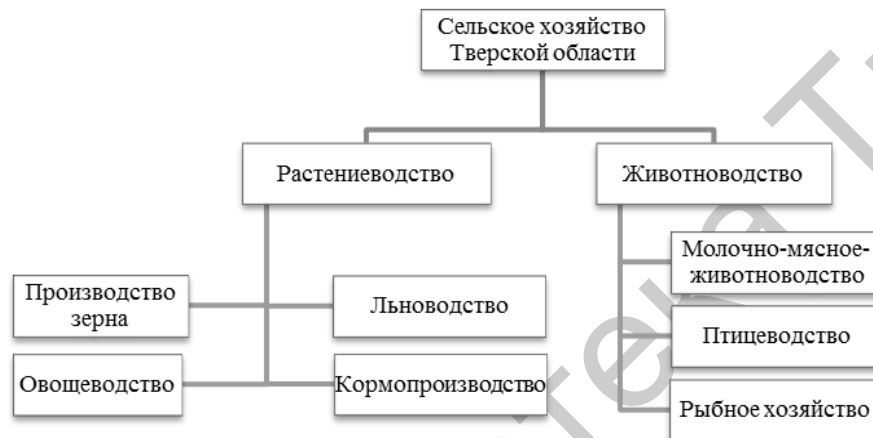 Сельское хозяйство
Тверской области
Растениеводство
Животноводство
Производство
зерна
Льноводство
Овощеводство
Кормопроизводство
Молочно-мясное-
животноводство
Птицеводство
Рыбное хозяйство